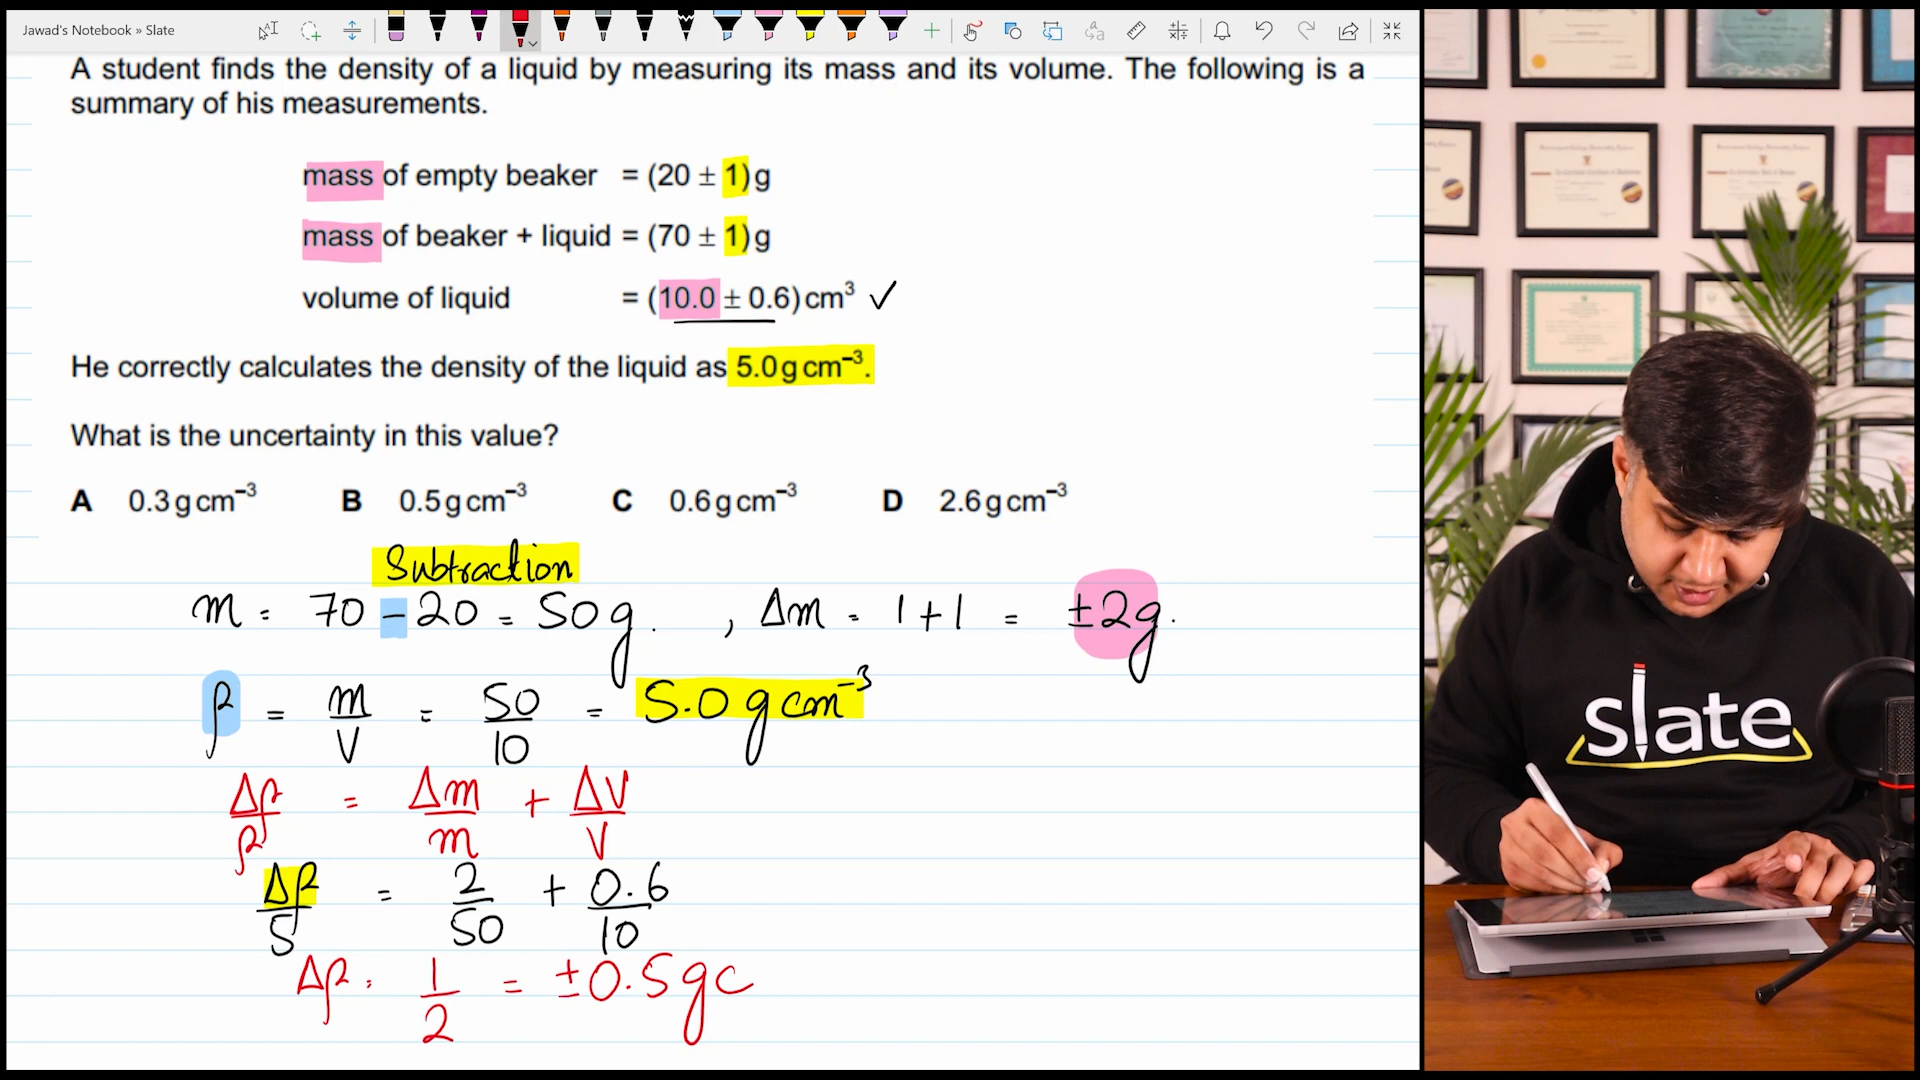 Jawad's Notebook » Slate
A student finds the density of a liquid by measuring its mass and its volume. The following is a
summary of his measurements.
mass of empty beaker = (20 ± 1) g
mass of beaker + liquid = (70 ± 1) g
volume of liquid = (10.0 ± 0.6) cm³ ✓
He correctly calculates the density of the liquid as 5.0 g cm⁻³.
What is the uncertainty in this value?
A 0.3 g cm⁻³ B 0.5 g cm⁻³ C 0.6 g cm⁻³ D 2.6 g cm⁻³
Subtraction
m = 70 − 20 = 50 g. , Δm = 1 + 1 = ±2g.
ρ = m/V = 50/10 = 5.0 g cm⁻³
Δρ/ρ = Δm/m + ΔV/V
Δρ/5 = 2/50 + 0.6/10
Δρ = 1/2 = ±0.5 g c
slate